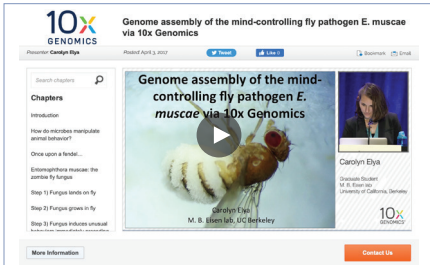 10x
GENOMICS
Genome assembly of the mind-controlling fly pathogen E. muscae
via 10x Genomics
Presenter Carolyn Elya
Posted April 3, 2017
Tweet
Like 0
Bookmark
Email
Search chapters
Chapters
Introduction
How do microbes manipulate
animal behavior?
Once upon a fendel...
Entomophthora muscae: the
zombie fly fungus
Step 1) Fungus lands on fly
Step 2) Fungus grows in fly
Step 3) Fungus induces unusual
Genome assembly of the mind-
controlling fly pathogen E.
muscae via 10x Genomics
Carolyn Elya
M. B. Eisen lab, UC Berkeley
Carolyn Elya
Graduate Student
M. B. Eisen lab
University of California, Berkeley
10x
GENOMICS
More Information
Contact Us